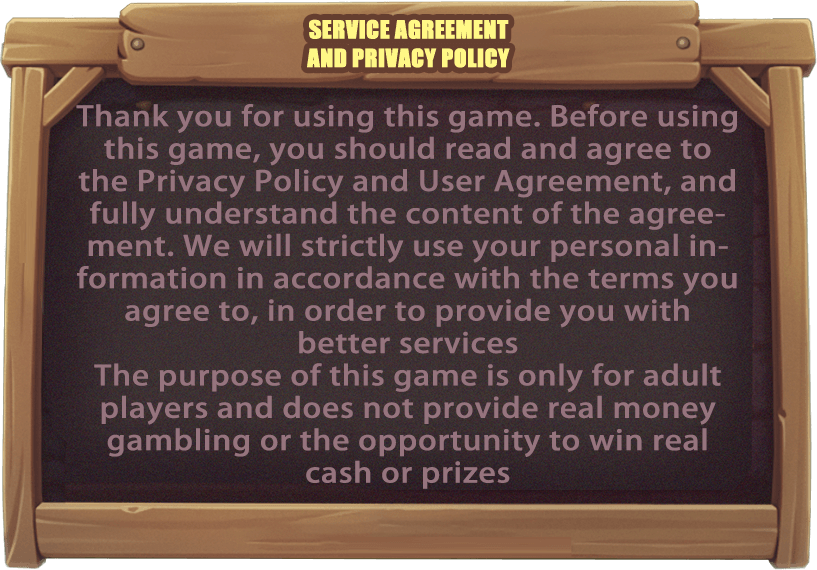 SERVICE AGREEMENT
AND PRIVACY POLICY
Thank you for using this game. Before using
this game, you should read and agree to
the Privacy Policy and User Agreement, and
fully understand the content of the agree-
ment. We will strictly use your personal in-
formation in accordance with the terms you
agree to, in order to provide you with
better services
The purpose of this game is only for adult
players and does not provide real money
gambling or the opportunity to win real
cash or prizes